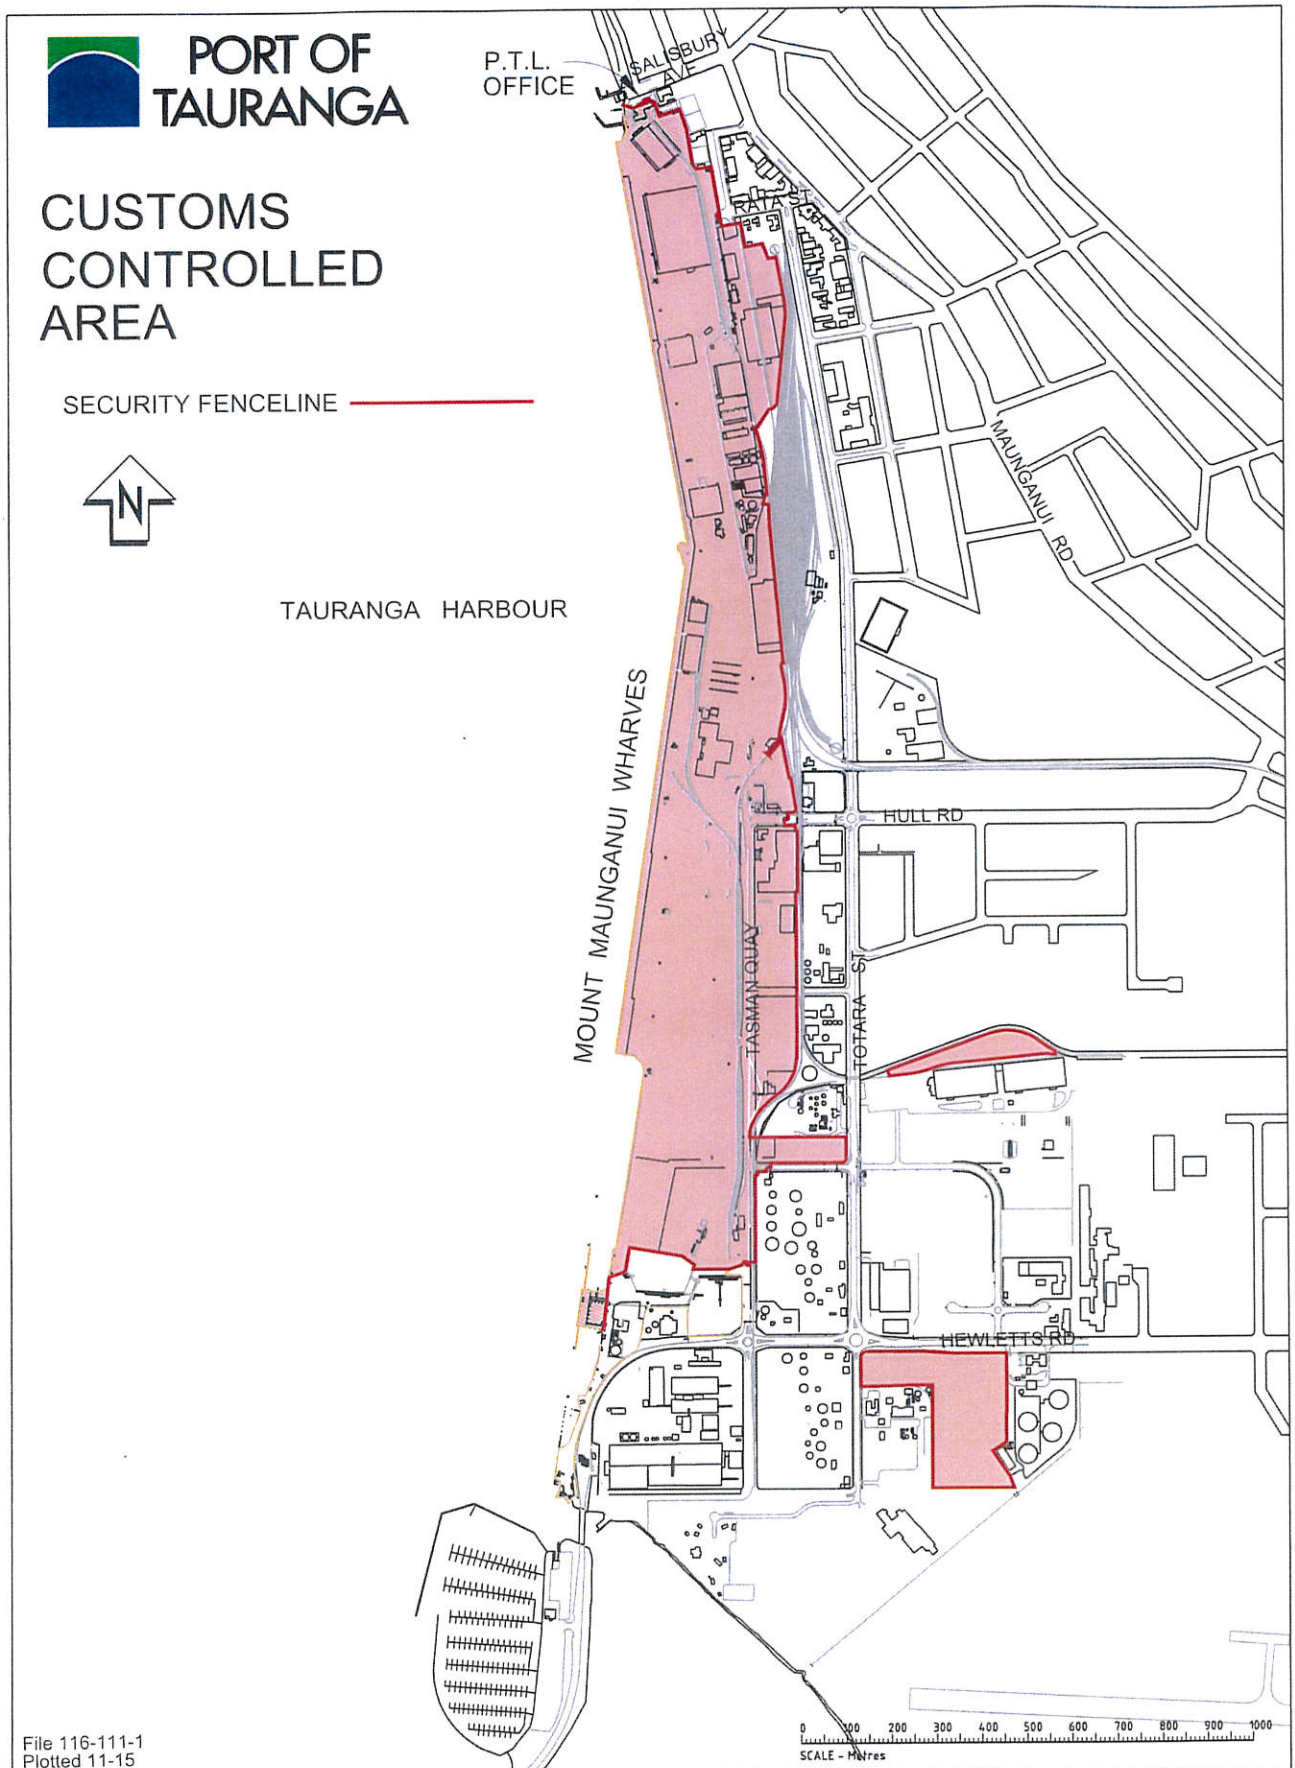 PORT OF
TAURANGA
P.T.L.
OFFICE
SALISBURY
AVE
CUSTOMS
CONTROLLED
AREA
RATA ST
SECURITY FENCELINE
MAUNGANUI RD
N
TAURANGA HARBOUR
MOUNT MAUNGANUI WHARVES
HULL RD
TASMAN QUAY
TOTARA ST
HEWLETTS RD
File 116-111-1
Plotted 11-15
0 100 200 300 400 500 600 700 800 900 1000
SCALE - Metres